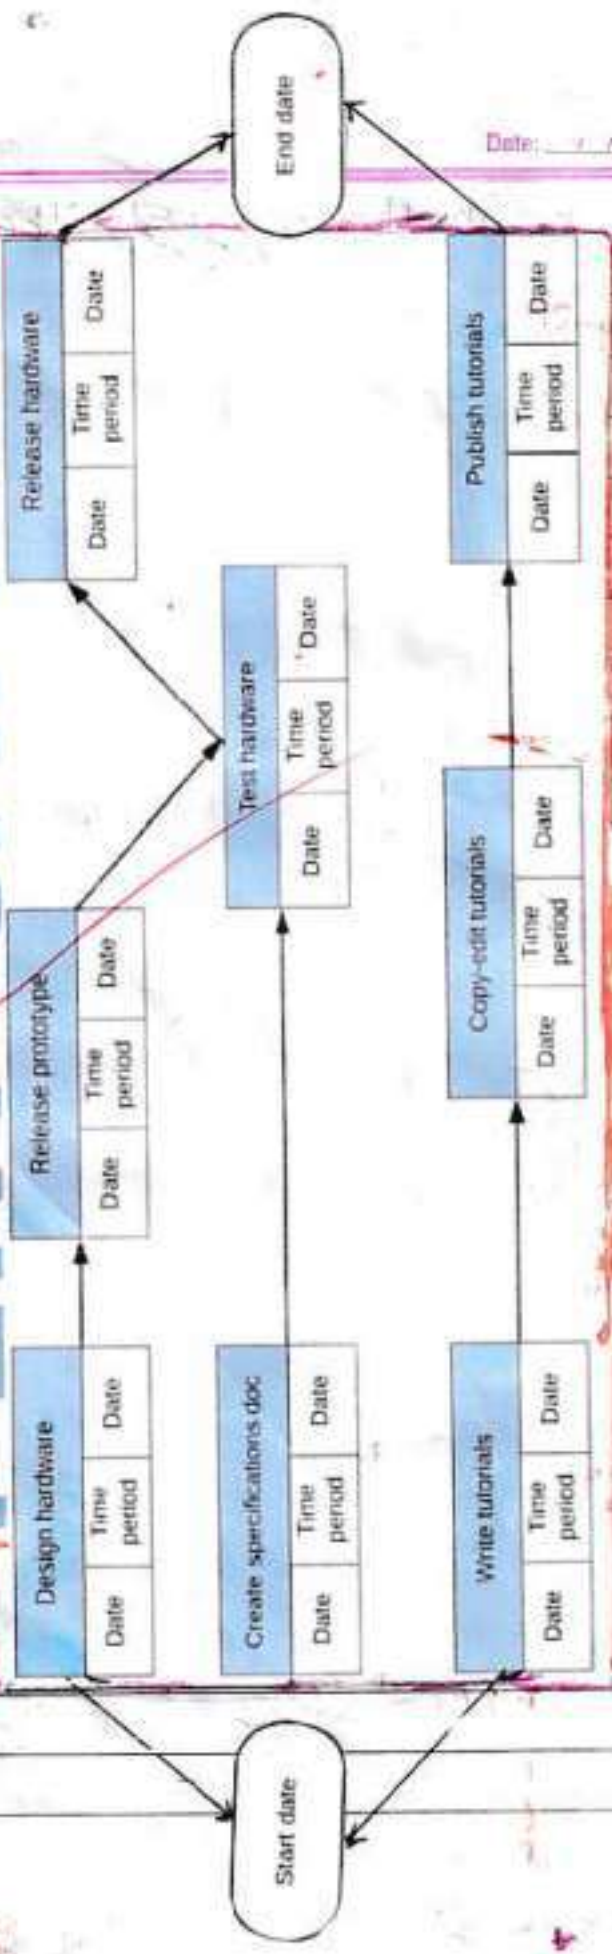 Start date
Design hardware
Date
Time
period
Date
Release prototype
Date
Time
period
Date
Release hardware
Date
Time
period
Date
Create specifications doc
Date
Time
period
Date
Test hardware
Date
Time
period
Date
Write tutorials
Date
Time
period
Date
Copy-edit tutorials
Date
Time
period
Date
Publish tutorials
Date
Time
period
Date
End date
Date: